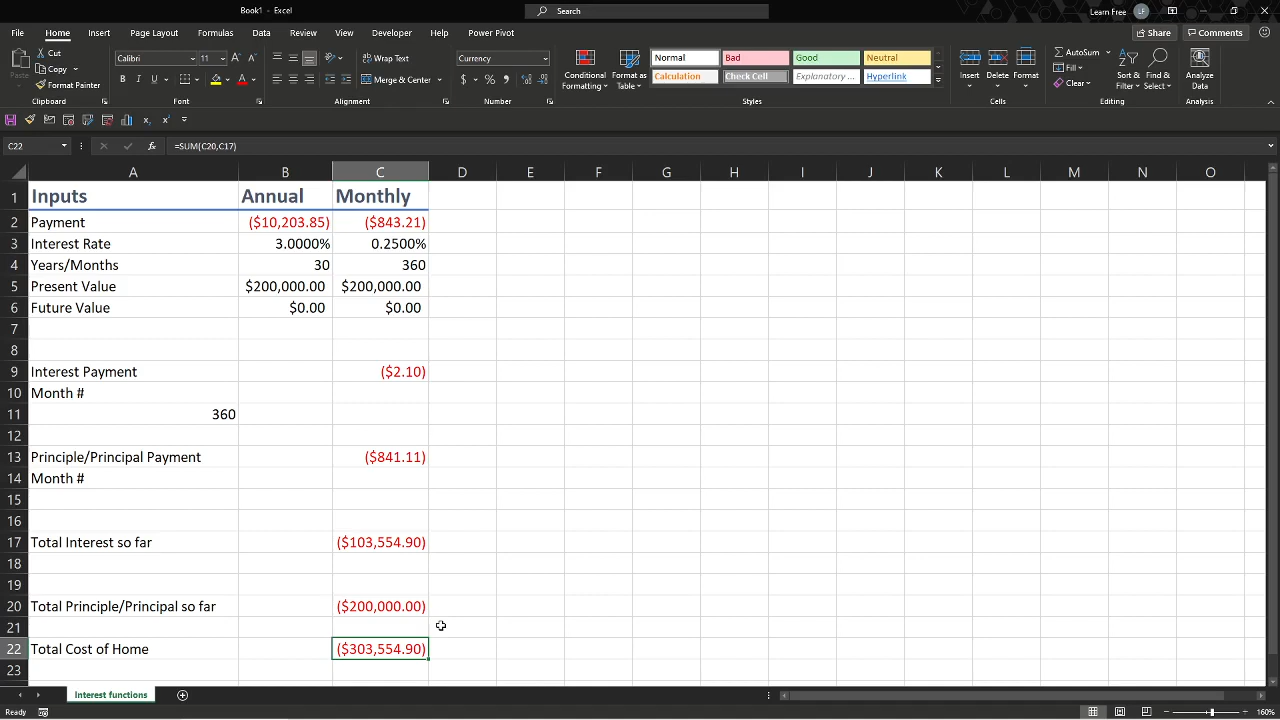 Book1 - Excel
Search
Learn Free LF
File Home Insert Page Layout Formulas Data Review View Developer Help Power Pivot
Share Comments
Paste
Cut
Copy
Format Painter
Clipboard
Calibri 11
B I U
Font
Wrap Text
Merge & Center
Alignment
Currency
$ % ,
Number
Conditional Formatting
Format as Table
Normal Bad Good Neutral
Calculation Check Cell Explanatory ... Hyperlink
Styles
Insert Delete Format
Cells
AutoSum
Fill
Clear
Sort & Filter
Find & Select
Editing
Analyze Data
Analysis
C22 fx =SUM(C20,C17)
A B C D E F G H I J K L M N O
1 Inputs Annual Monthly
2 Payment ($10,203.85) ($843.21)
3 Interest Rate 3.0000% 0.2500%
4 Years/Months 30 360
5 Present Value $200,000.00 $200,000.00
6 Future Value $0.00 $0.00
7
8
9 Interest Payment ($2.10)
10 Month #
11 360
12
13 Principle/Principal Payment ($841.11)
14 Month #
15
16
17 Total Interest so far ($103,554.90)
18
19
20 Total Principle/Principal so far ($200,000.00)
21
22 Total Cost of Home ($303,554.90)
23
Interest functions
Ready 160%